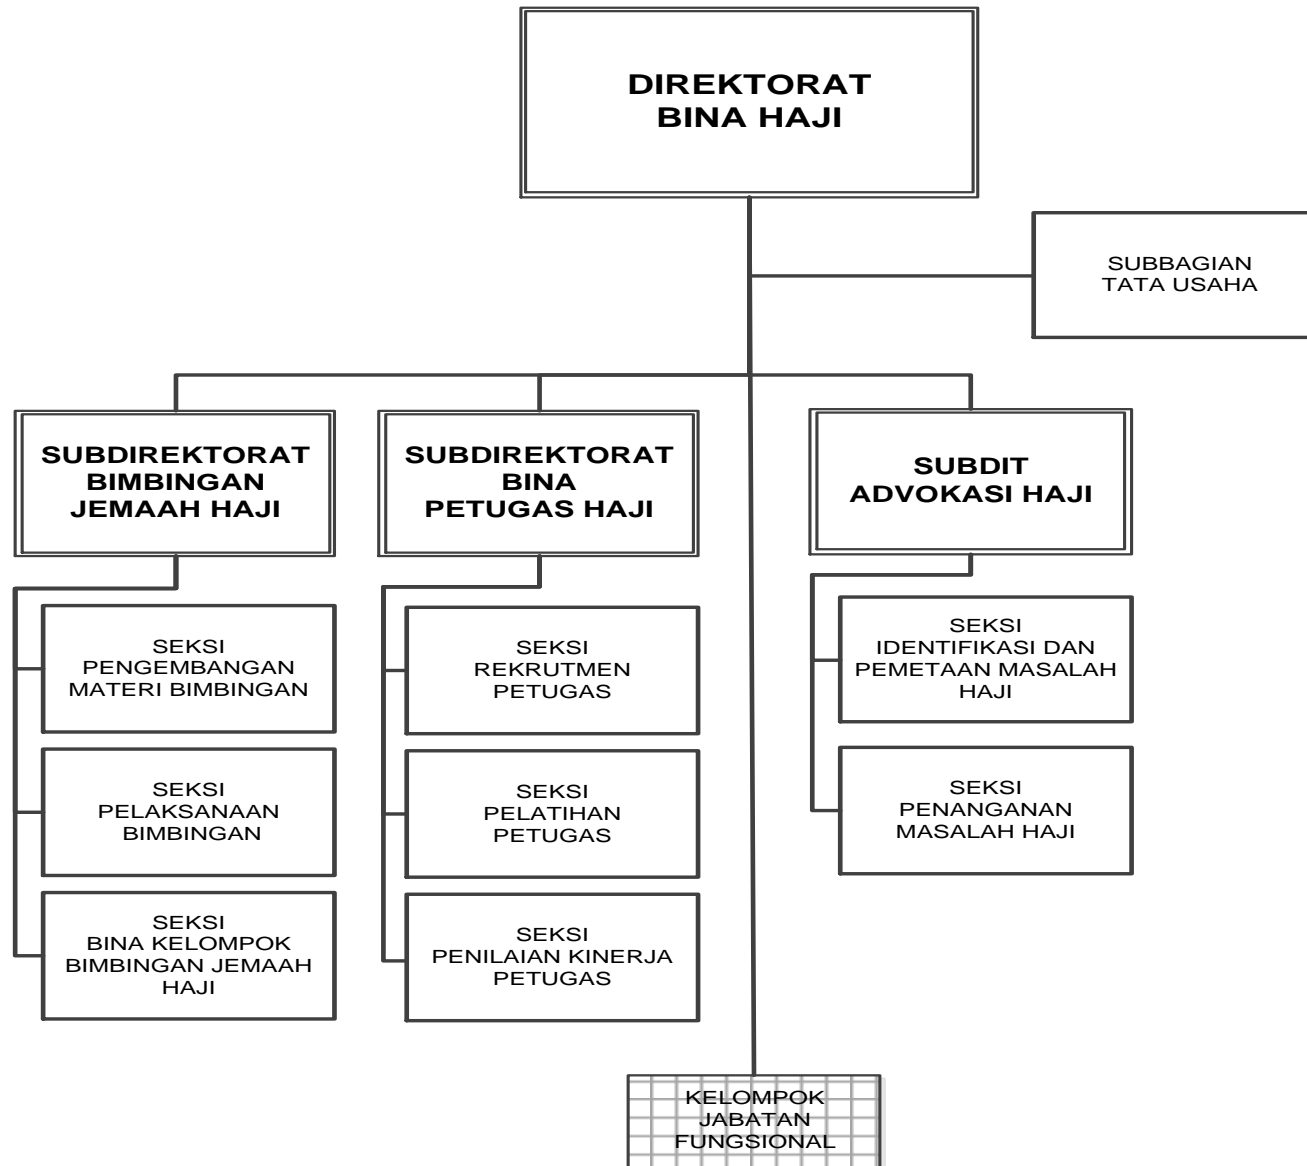 DIREKTORAT
BINA HAJI
SUBBAGIAN
TATA USAHA
SUBDIREKTORAT
BIMBINGAN
JEMAAH HAJI
SUBDIREKTORAT
BINA
PETUGAS HAJI
SUBDIT
ADVOKASI HAJI
SEKSI
PENGEMBANGAN
MATERI BIMBINGAN
SEKSI
REKRUTMEN
PETUGAS
SEKSI
IDENTIFIKASI DAN
PEMETAAN MASALAH
HAJI
SEKSI
PELAKSANAAN
BIMBINGAN
SEKSI
PELATIHAN
PETUGAS
SEKSI
PENANGANAN
MASALAH HAJI
SEKSI
BINA KELOMPOK
BIMBINGAN JEMAAH
HAJI
SEKSI
PENILAIAN KINERJA
PETUGAS
KELOMPOK
JABATAN
FUNGSIONAL